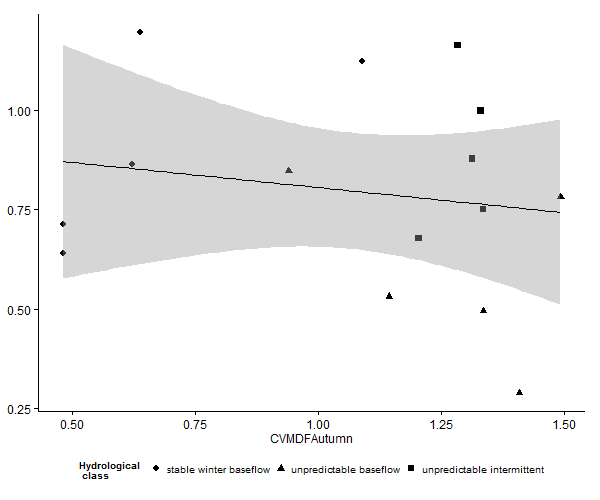 1.00
0.75
0.50
0.25
0.50 0.75 1.00 1.25 1.50
CVMDFAutumn
Hydrological class stable winter baseflow unpredictable baseflow unpredictable intermittent